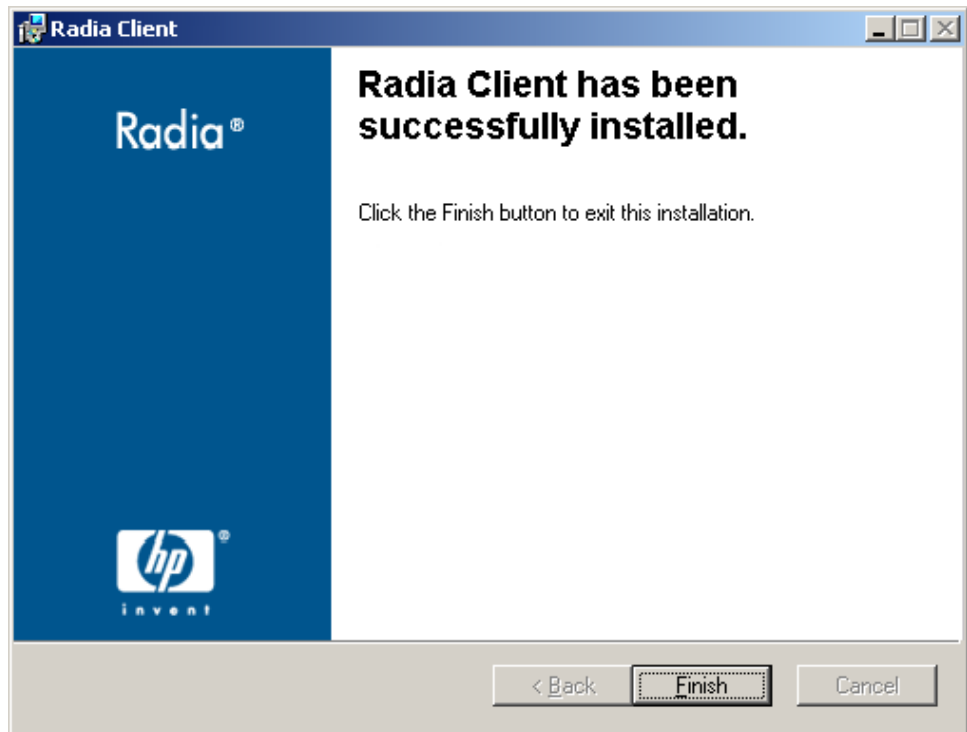 Radia Client
Radia®
Radia Client has been
successfully installed.
Click the Finish button to exit this installation.
hp®
invent
< Back
Finish
Cancel